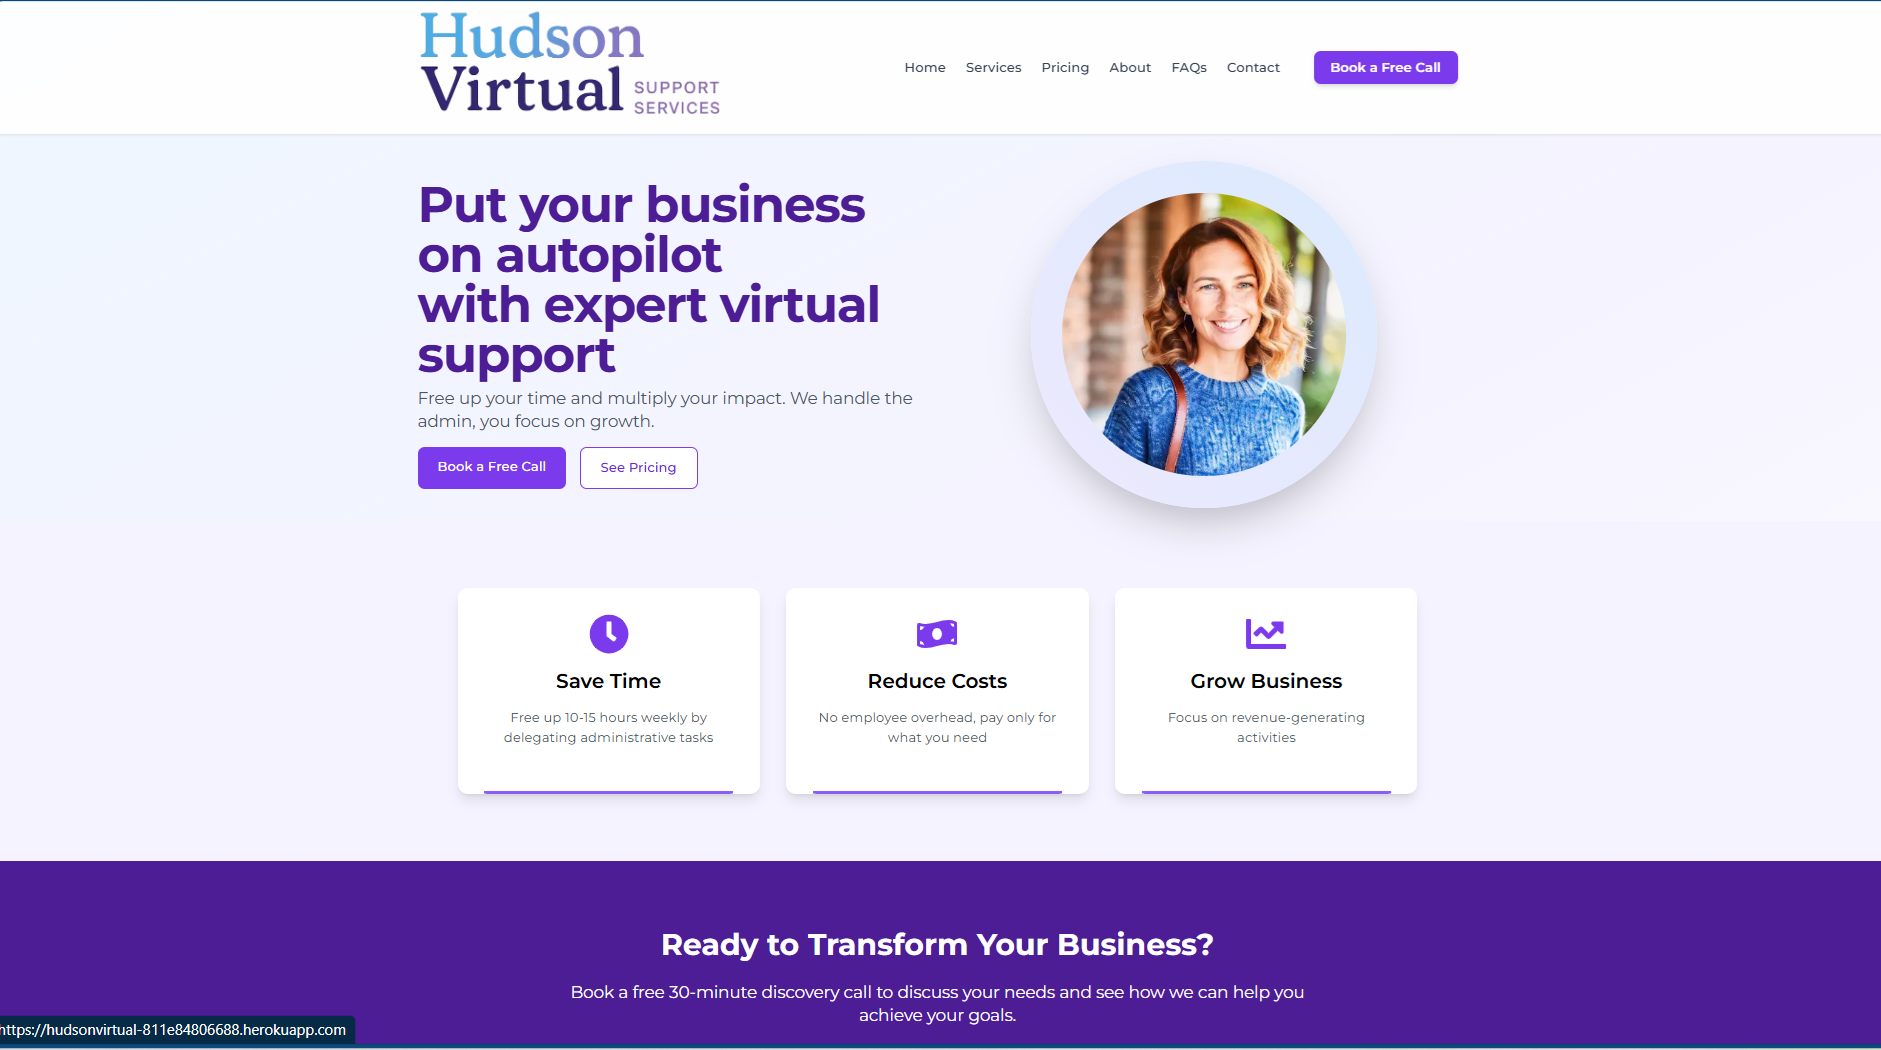 Hudson
Virtual SUPPORT
SERVICES
Home Services Pricing About FAQs Contact Book a Free Call
Put your business
on autopilot
with expert virtual
support
Free up your time and multiply your impact. We handle the
admin, you focus on growth.
Book a Free Call See Pricing
Save Time
Free up 10-15 hours weekly by
delegating administrative tasks
Reduce Costs
No employee overhead, pay only for
what you need
Grow Business
Focus on revenue-generating
activities
Ready to Transform Your Business?
Book a free 30-minute discovery call to discuss your needs and see how we can help you
achieve your goals.
https://hudsonvirtual-811e84806688.herokuapp.com